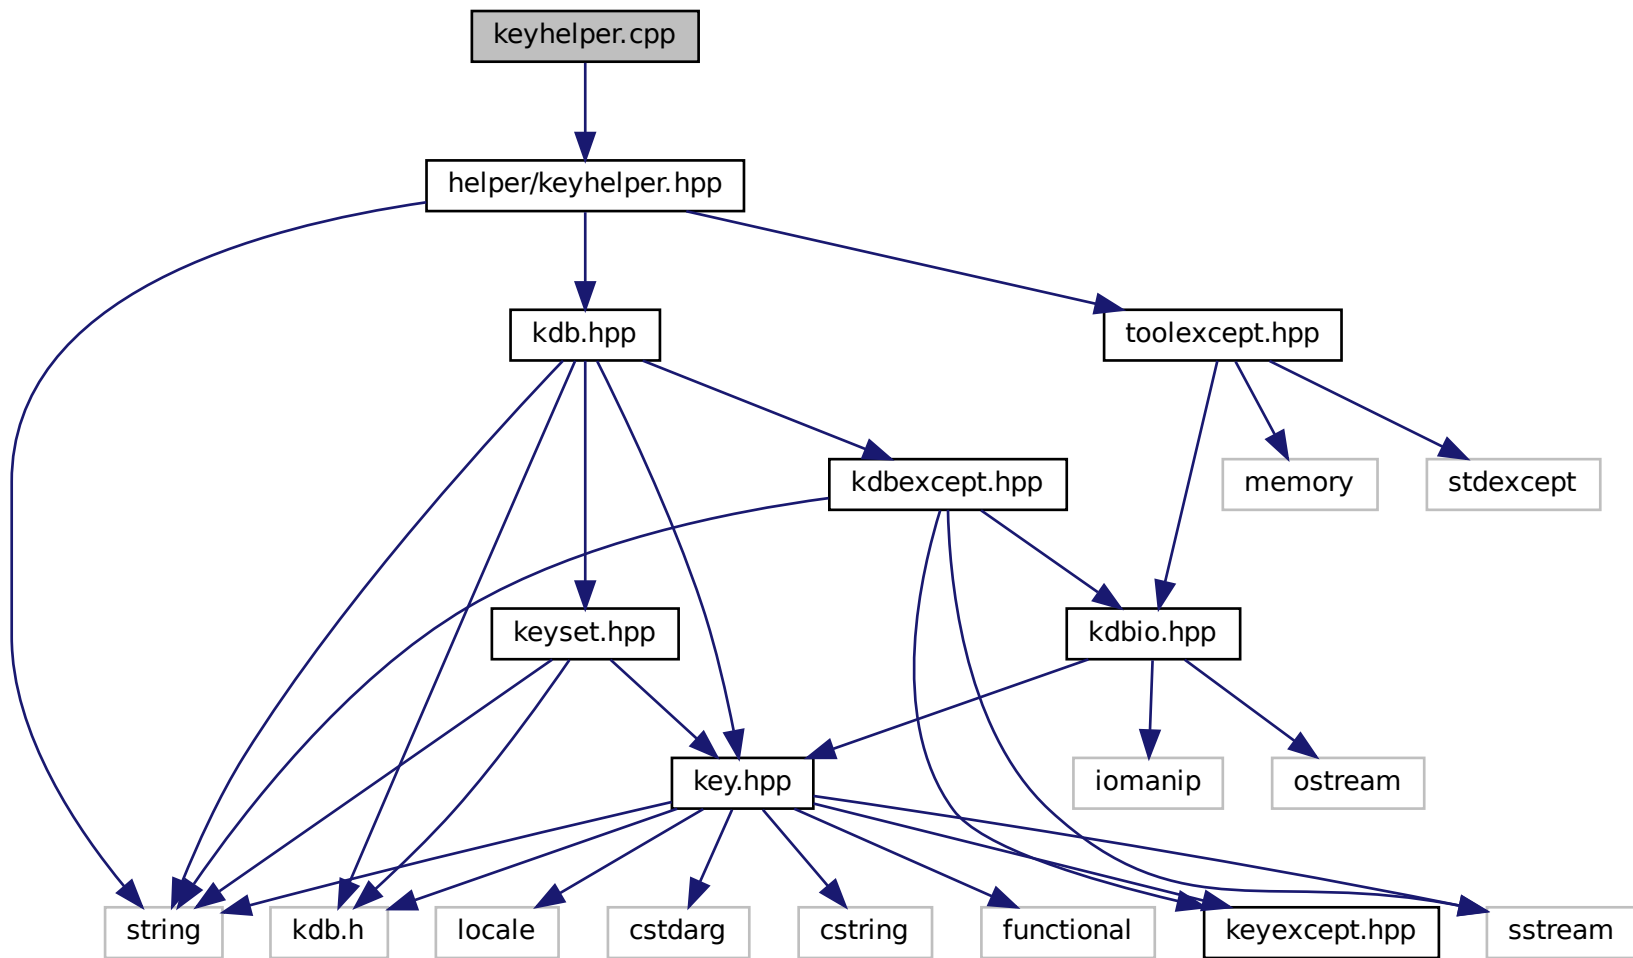 keyhelper.cpp
helper/keyhelper.hpp
kdb.hpp
toolexcept.hpp
kdbexcept.hpp
memory
stdexcept
keyset.hpp
kdbio.hpp
key.hpp
iomanip
ostream
string
kdb.h
locale
cstdarg
cstring
functional
keyexcept.hpp
sstream